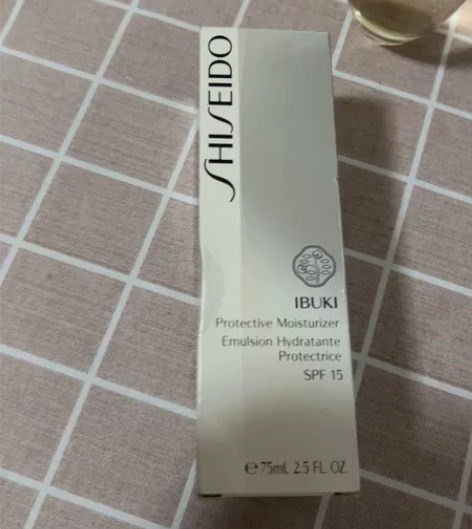 SHISEIDO
IBUKI
Protective Moisturizer
Emulsion Hydratante
Protectrice
SPF 15
℮75mL 2.5 FL. OZ.